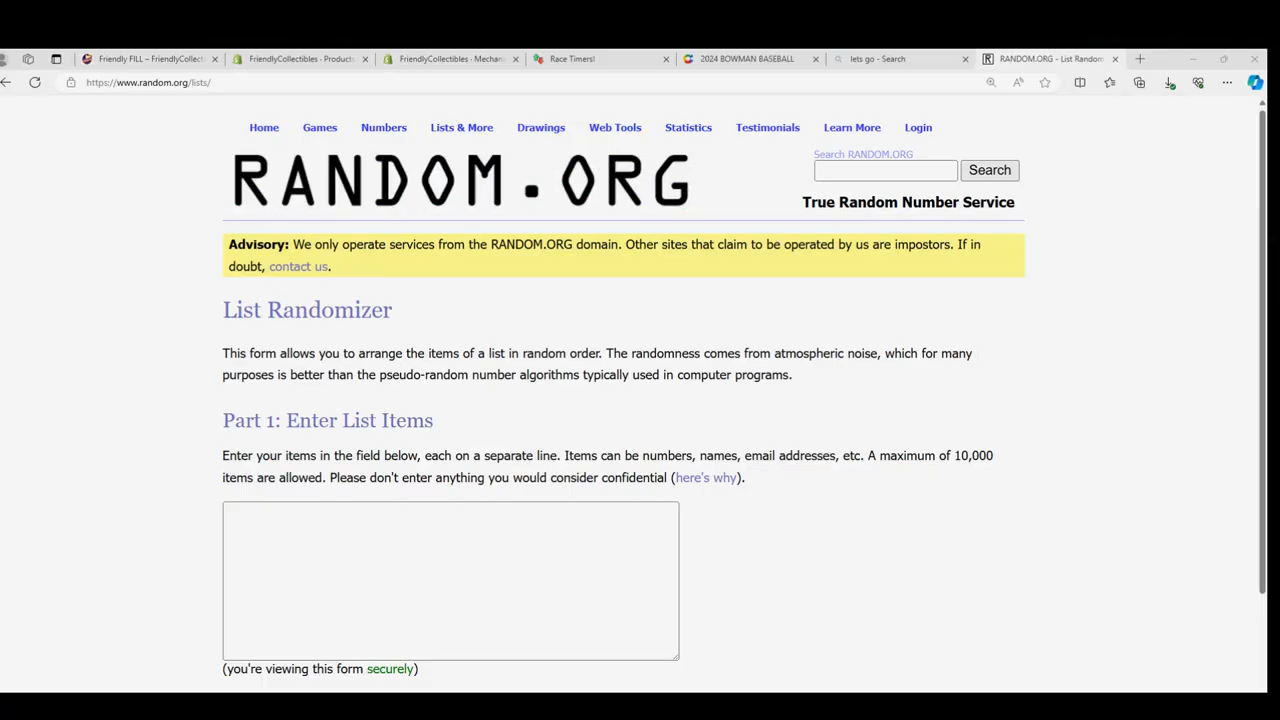 Friendly FILL – FriendlyCollect
FriendlyCollectibles · Products
FriendlyCollectibles · Mechan
Race Timers!
2024 BOWMAN BASEBALL
lets go - Search
RANDOM.ORG - List Random
https://www.random.org/lists/
Home Games Numbers Lists & More Drawings Web Tools Statistics Testimonials Learn More Login
RANDOM.ORG
Search RANDOM.ORG
Search
True Random Number Service
Advisory: We only operate services from the RANDOM.ORG domain. Other sites that claim to be operated by us are impostors. If in
doubt, contact us.
List Randomizer
This form allows you to arrange the items of a list in random order. The randomness comes from atmospheric noise, which for many
purposes is better than the pseudo-random number algorithms typically used in computer programs.
Part 1: Enter List Items
Enter your items in the field below, each on a separate line. Items can be numbers, names, email addresses, etc. A maximum of 10,000
items are allowed. Please don't enter anything you would consider confidential (here's why).
(you're viewing this form securely)